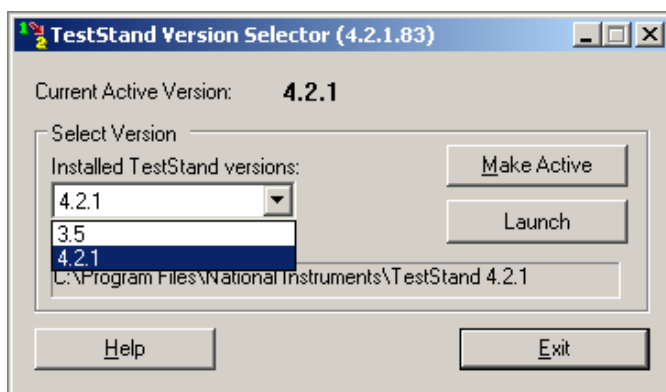 TestStand Version Selector (4.2.1.83)
Current Active Version: 4.2.1
Select Version
Installed TestStand versions:
Make Active
4.2.1
Launch
3.5
4.2.1
C:\Program Files\National Instruments\TestStand 4.2.1
Help
Exit